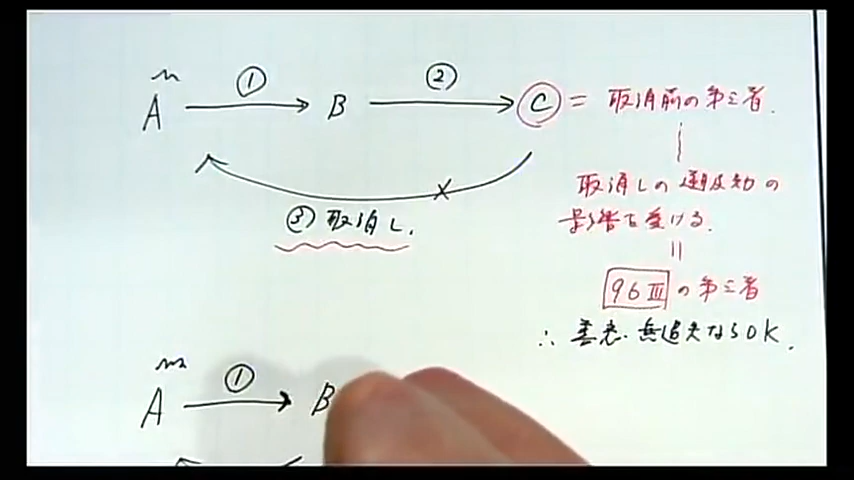 ① ②
A B C = 取消前の第三者.
取消しの遡及効の
③ 取消し.
影響を受ける.
=
96Ⅲの第三者
∴ 善意・無過失ならOK.
①
A B